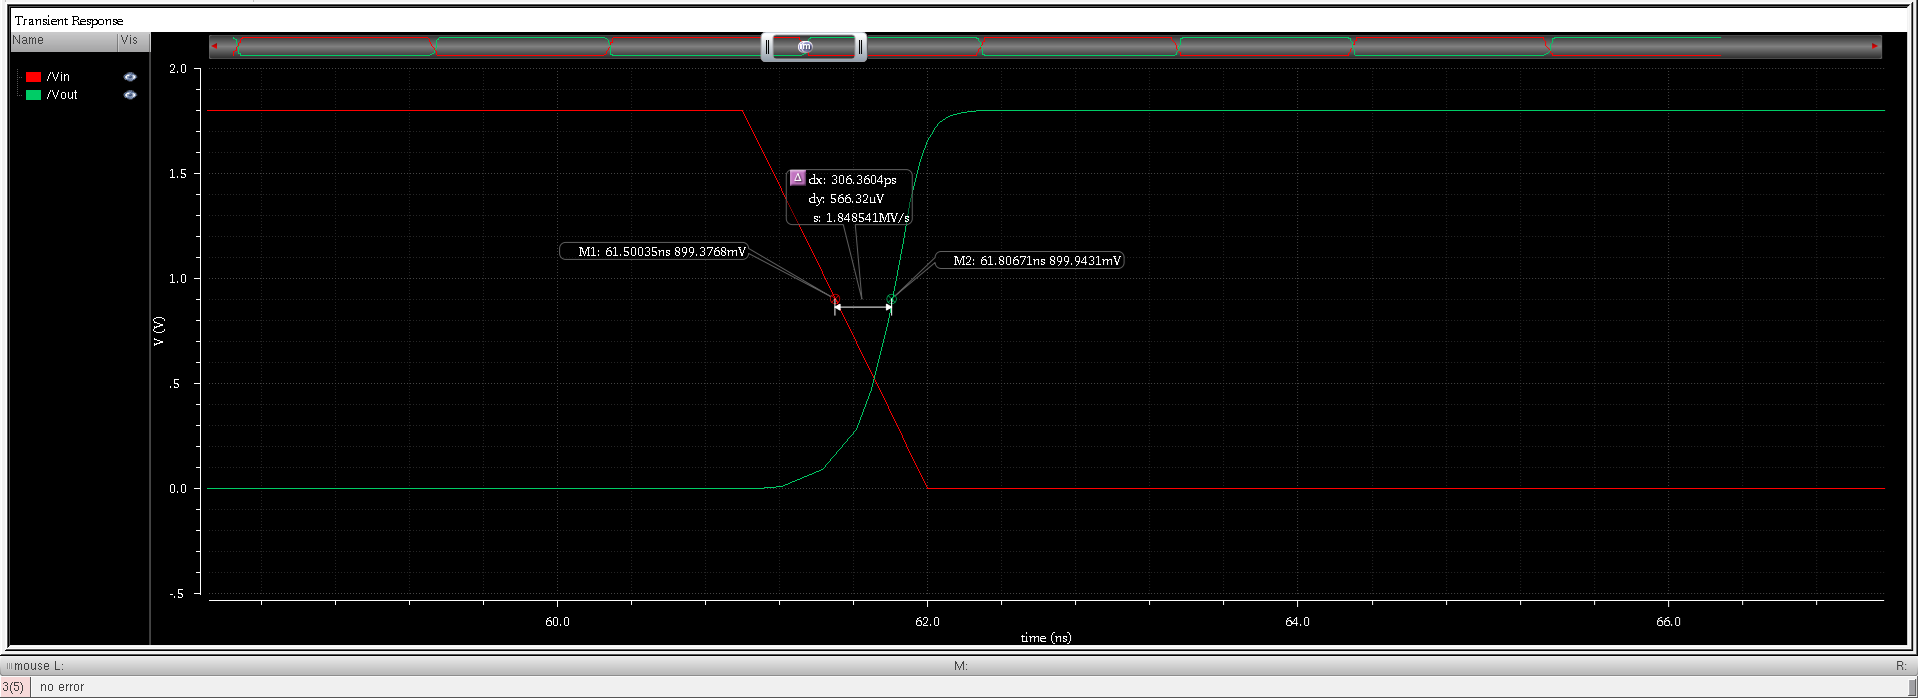 Transient Response
Name Vis
/Vin
/Vout
2.0
1.5
1.0
.5
0.0
-.5
V (V)
Δ dx: 306.3604ps
dy: 566.32uV
s: 1.848541MV/s
M1: 61.50035ns 899.3768mV
M2: 61.80671ns 899.9431mV
60.0 62.0 64.0 66.0
time (ns)
mouse L: M: R:
3(5) no error